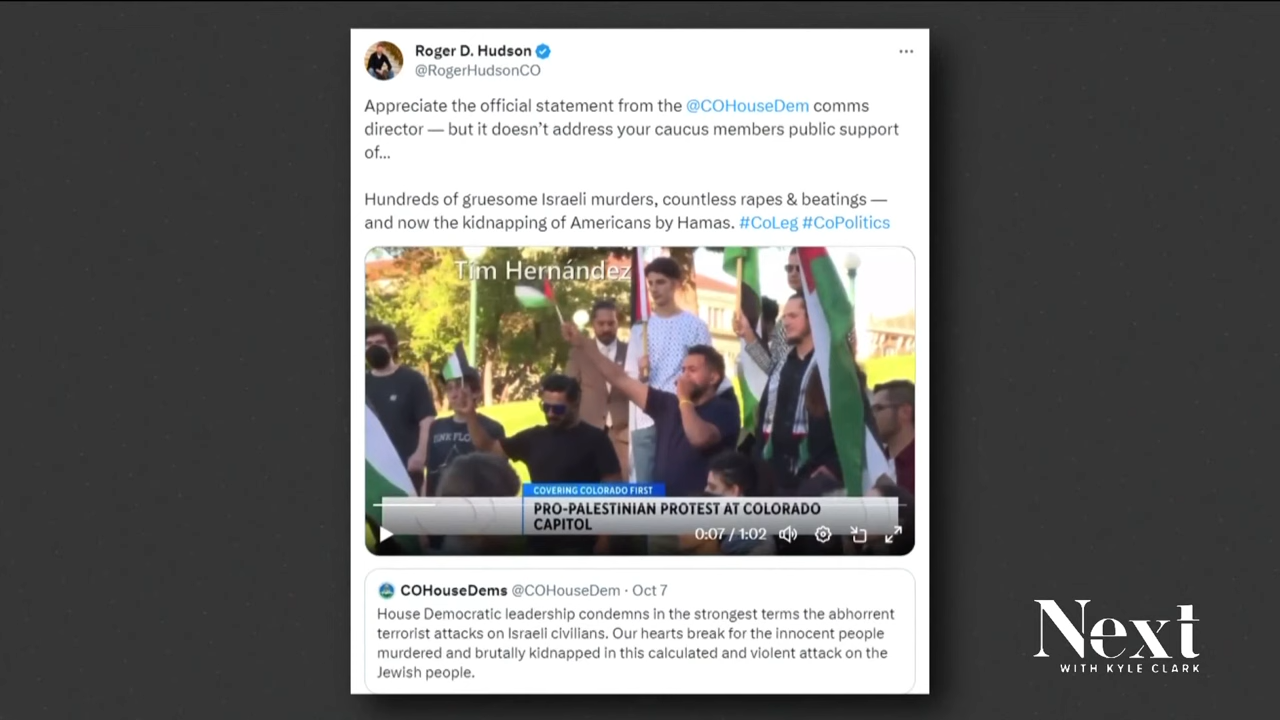 Roger D. Hudson
@RogerHudsonCO
Appreciate the official statement from the @COHouseDem comms
director — but it doesn't address your caucus members public support
of...
Hundreds of gruesome Israeli murders, countless rapes & beatings —
and now the kidnapping of Americans by Hamas. #CoLeg #CoPolitics
Tim Hernández
COVERING COLORADO FIRST
PRO-PALESTINIAN PROTEST AT COLORADO
CAPITOL
0:07 / 1:02
COHouseDems @COHouseDem · Oct 7
House Democratic leadership condemns in the strongest terms the abhorrent
terrorist attacks on Israeli civilians. Our hearts break for the innocent people
murdered and brutally kidnapped in this calculated and violent attack on the
Jewish people.
Next
WITH KYLE CLARK